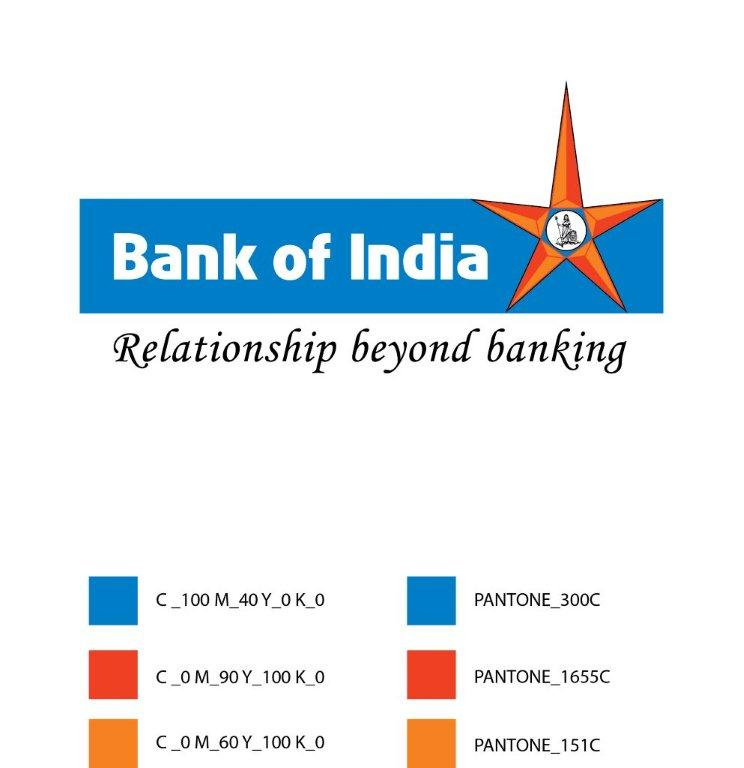 Bank of India
Relationship beyond banking
C _100 M_40 Y_0 K_0
PANTONE_300C
C _0 M_90 Y_100 K_0
PANTONE_1655C
C _0 M_60 Y_100 K_0
PANTONE_151C